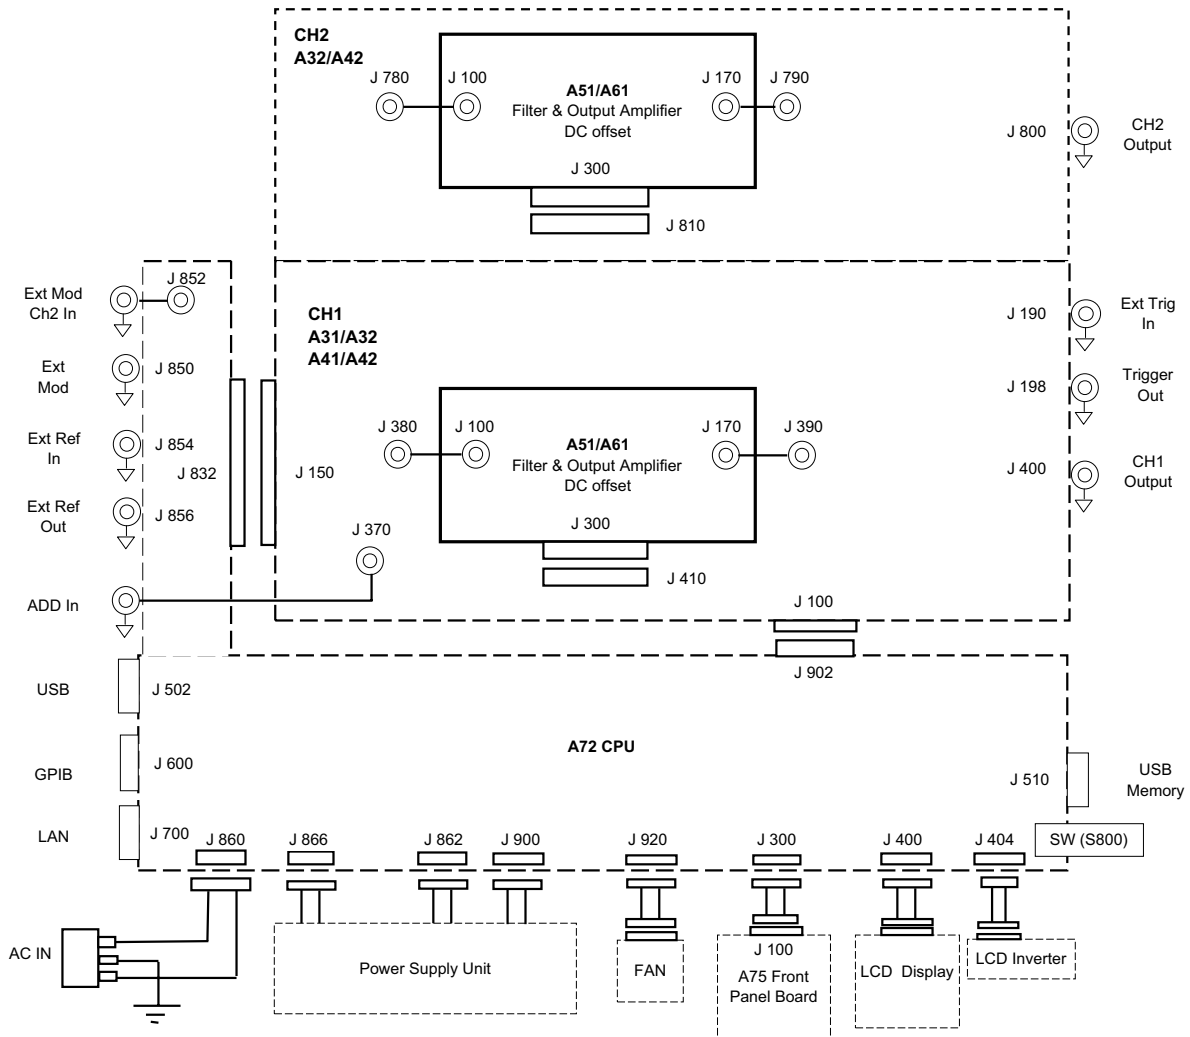 CH2
A32/A42
J 780
J 100
A51/A61
Filter & Output Amplifier
DC offset
J 170
J 790
J 300
J 810
J 800
CH2
Output
J 852
Ext Mod
Ch2 In
Ext
Mod
J 850
Ext Ref
In
J 854
J 832
Ext Ref
Out
J 856
ADD In
CH1
A31/A32
A41/A42
J 150
J 380
J 100
A51/A61
Filter & Output Amplifier
DC offset
J 170
J 390
J 300
J 410
J 370
J 190
Ext Trig
In
J 198
Trigger
Out
J 400
CH1
Output
J 100
J 902
USB
J 502
GPIB
J 600
LAN
J 700
A72 CPU
J 510
USB
Memory
SW (S800)
J 860
J 866
J 862
J 900
J 920
J 300
J 400
J 404
AC IN
Power Supply Unit
FAN
J 100
A75 Front
Panel Board
LCD Display
LCD Inverter